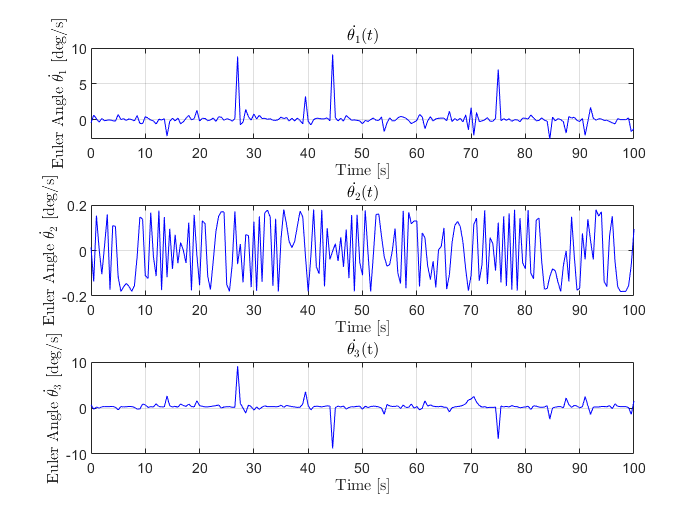 θ̇₁(t)
Euler Angle θ̇₁ [deg/s]
10
5
0
0 10 20 30 40 50 60 70 80 90 100
Time [s]
θ̇₂(t)
Euler Angle θ̇₂ [deg/s]
0.2
0
-0.2
0 10 20 30 40 50 60 70 80 90 100
Time [s]
θ̇₃(t)
Euler Angle θ̇₃ [deg/s]
10
0
-10
0 10 20 30 40 50 60 70 80 90 100
Time [s]